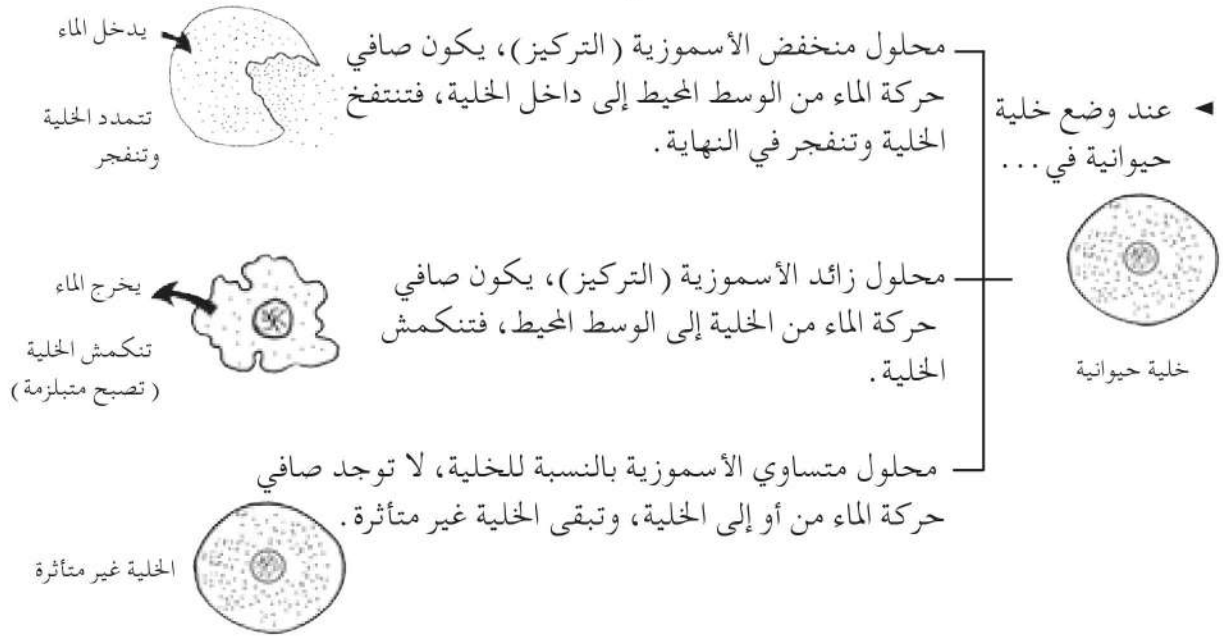 ◄ عند وضع خلية
حيوانية في...
خلية حيوانية
محلول منخفض الأسموزية (التركيز)، يكون صافي
حركة الماء من الوسط المحيط إلى داخل الخلية، فتنتفخ
الخلية وتنفجر في النهاية.
يدخل الماء
تتمدد الخلية
وتنفجر
محلول زائد الأسموزية (التركيز)، يكون صافي
حركة الماء من الخلية إلى الوسط المحيط، فتنكمش
الخلية.
يخرج الماء
تنكمش الخلية
(تصبح متبلزمة)
محلول متساوي الأسموزية بالنسبة للخلية، لا توجد صافي
حركة الماء من أو إلى الخلية، وتبقى الخلية غير متأثرة.
الخلية غير متأثرة